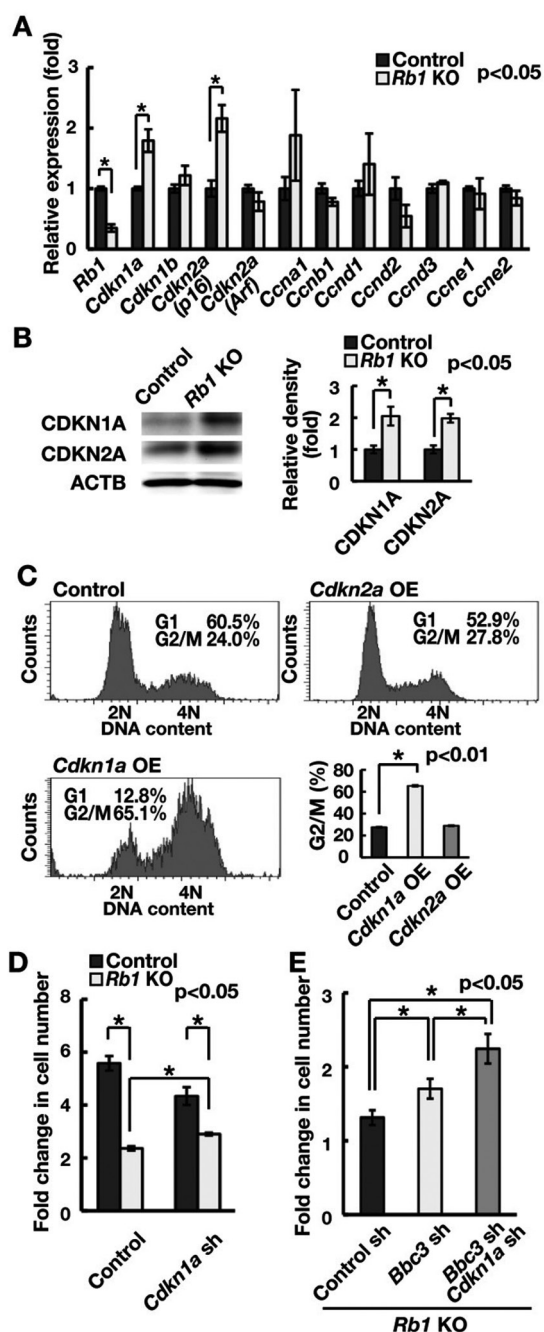 A
Control
Rb1 KO
p<0.05
Relative expression (fold)
3
2
1
0
*
*
*
Rb1
Cdkn1a
Cdkn1b
Cdkn2a (p16)
Cdkn2a (Arf)
Ccna1
Ccnb1
Ccnd1
Ccnd2
Ccnd3
Ccne1
Ccne2
B
Control
Rb1 KO
CDKN1A
CDKN2A
ACTB
Control
Rb1 KO
p<0.05
Relative density (fold)
4
3
2
1
0
*
*
CDKN1A
CDKN2A
C
Control
Counts
G1 60.5%
G2/M 24.0%
2N 4N
DNA content
Cdkn2a OE
Counts
G1 52.9%
G2/M 27.8%
2N 4N
DNA content
Cdkn1a OE
Counts
G1 12.8%
G2/M 65.1%
2N 4N
DNA content
p<0.01
*
G2/M (%)
80
60
40
20
0
Control
Cdkn1a OE
Cdkn2a OE
D
Control
Rb1 KO
p<0.05
Fold change in cell number
8
6
4
2
0
*
*
*
Control
Cdkn1a sh
E
p<0.05
Fold change in cell number
3
2
1
0
*
*
*
Control sh
Bbc3 sh
Bbc3 sh
Cdkn1a sh
Rb1 KO